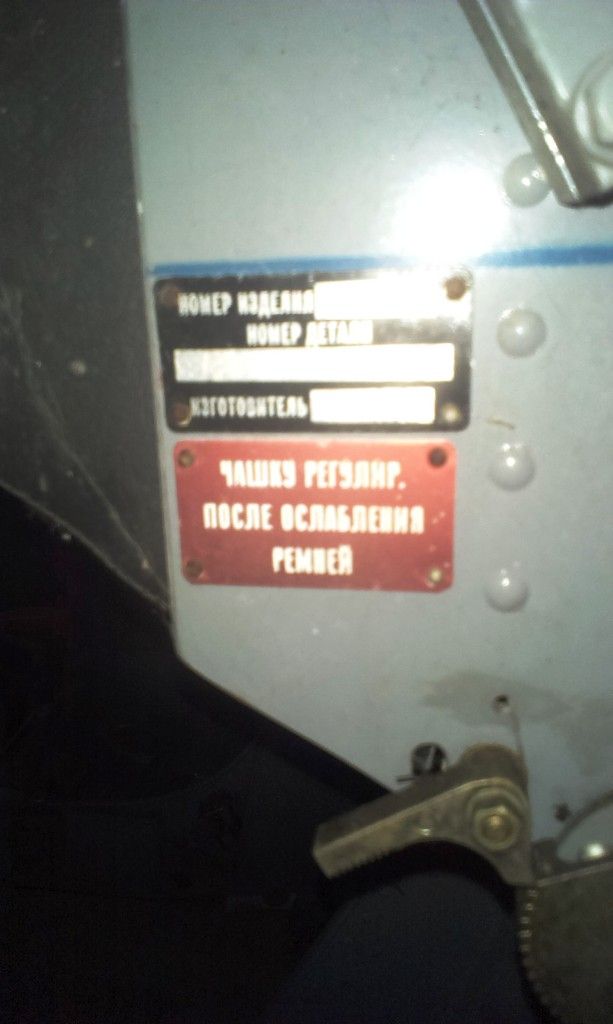 НОМЕР ИЗДЕЛИЯ
НОМЕР ДЕТАЛИ
ИЗГОТОВИТЕЛЬ
ЧАШКУ РЕГУЛИР.
ПОСЛЕ ОСЛАБЛЕНИЯ
РЕМНЕЙ